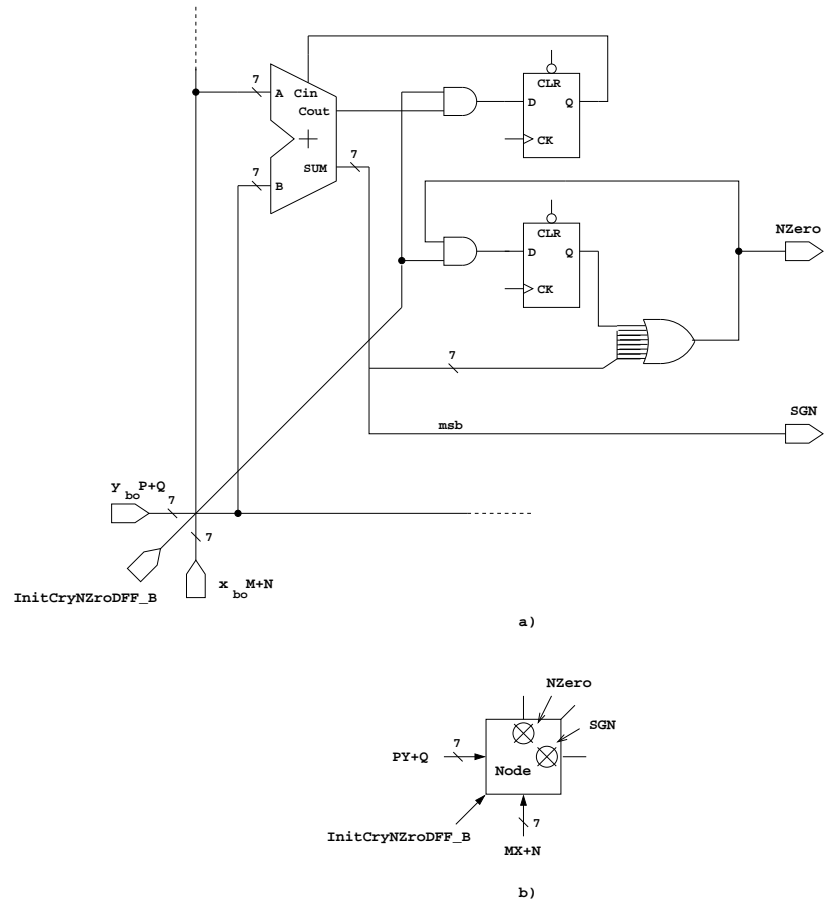 7
A
Cin
CLR
Cout
D
Q
CK
SUM
7
7
B
CLR
NZero
D
Q
CK
7
SGN
msb
y bo P+Q
7
7
x bo M+N
InitCryNZroDFF_B
a)
NZero
SGN
PY+Q
7
Node
7
InitCryNZroDFF_B
MX+N
b)